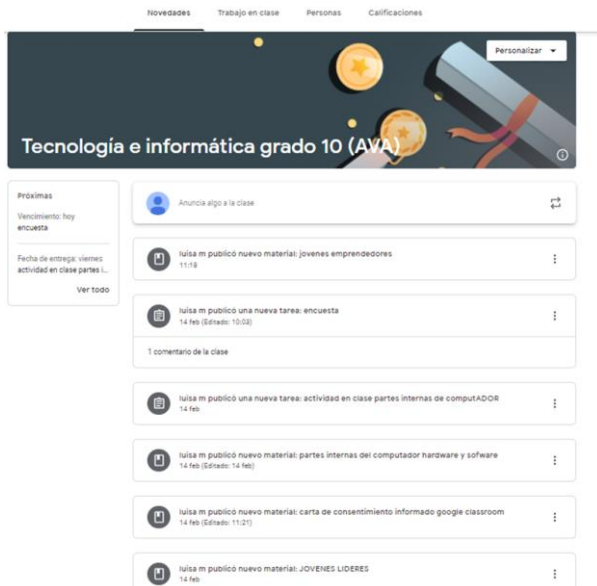 Novedades Trabajo en clase Personas Calificaciones
Personalizar
Tecnología e informática grado 10 (AVA)
Próximas
Vencimiento: hoy
encuesta
Fecha de entrega: viernes
actividad en clase partes i...
Ver todo
Anuncia algo a la clase
luisa m publicó nuevo material: jovenes emprendedores
11:18
luisa m publicó una nueva tarea: encuesta
14 feb (Editado: 10:03)
1 comentario de la clase
luisa m publicó una nueva tarea: actividad en clase partes internas de computADOR
14 feb
luisa m publicó nuevo material: partes internas del computador hardware y sofware
14 feb (Editado: 14 feb)
luisa m publicó nuevo material: carta de consentimiento informado google classroom
14 feb (Editado: 11:21)
luisa m publicó nuevo material: JOVENES LIDERES
14 feb